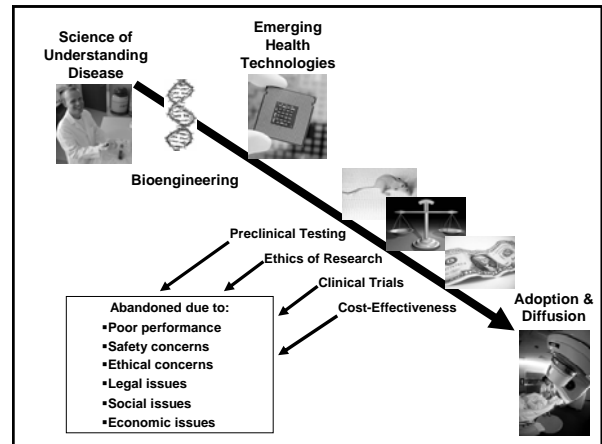 Science of
Understanding
Disease
Emerging
Health
Technologies
Bioengineering
Preclinical Testing
Ethics of Research
Clinical Trials
Cost-Effectiveness
Adoption &
Diffusion
Abandoned due to:
▪Poor performance
▪Safety concerns
▪Ethical concerns
▪Legal issues
▪Social issues
▪Economic issues